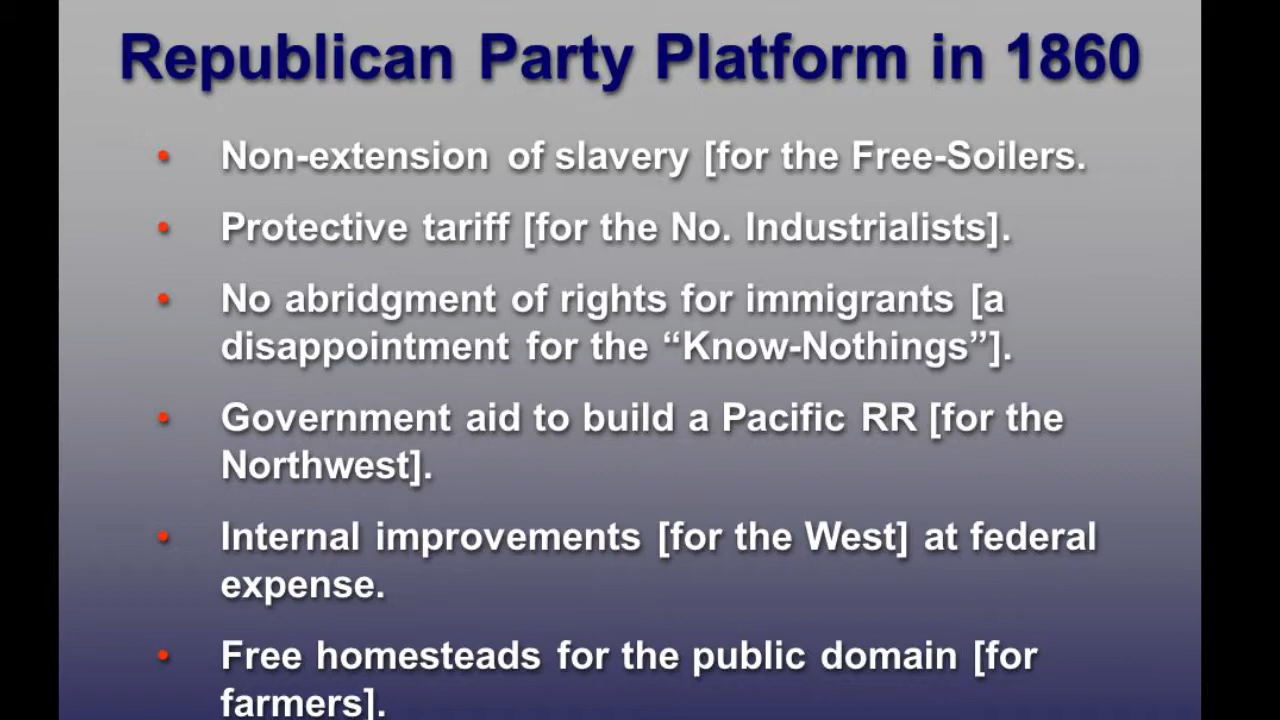 Republican Party Platform in 1860
• Non-extension of slavery [for the Free-Soilers.
• Protective tariff [for the No. Industrialists].
• No abridgment of rights for immigrants [a
disappointment for the “Know-Nothings”].
• Government aid to build a Pacific RR [for the
Northwest].
• Internal improvements [for the West] at federal
expense.
• Free homesteads for the public domain [for
farmers].